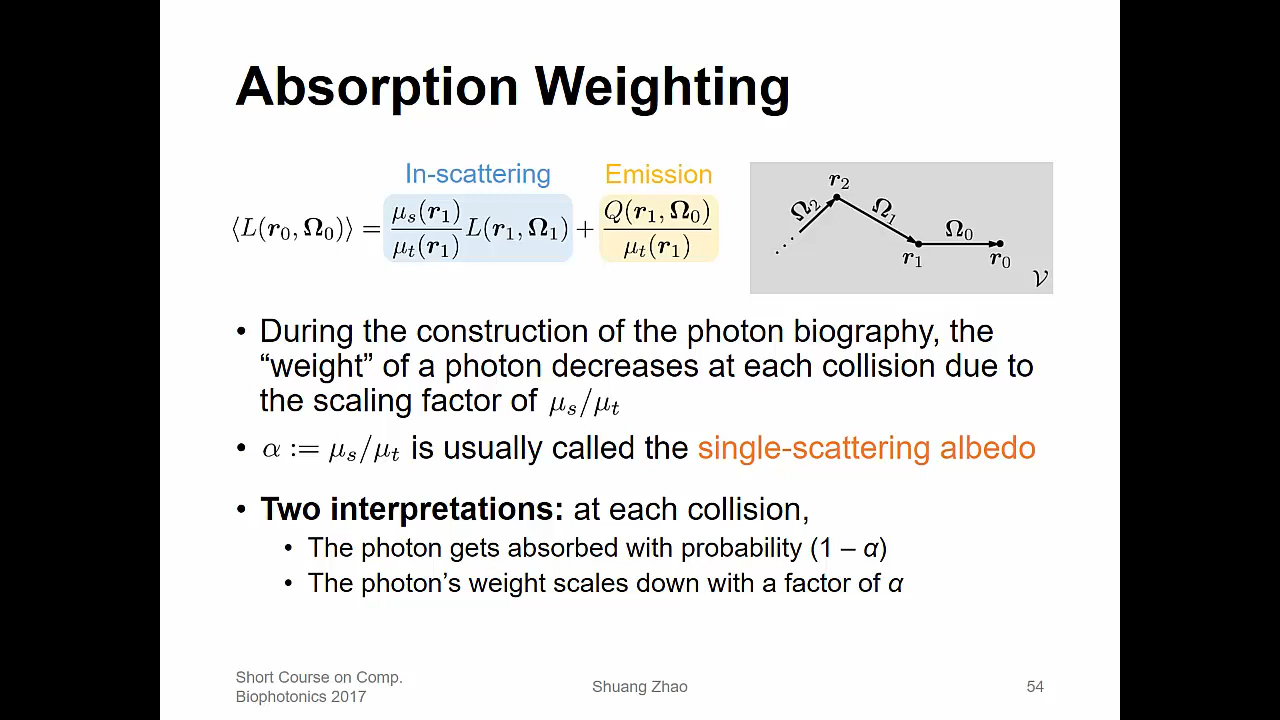 Absorption Weighting
In-scattering Emission
⟨L(r₀, Ω₀)⟩ = μₛ(r₁)/μₜ(r₁) L(r₁, Ω₁) + Q(r₁, Ω₀)/μₜ(r₁)
r₂
Ω₂ Ω₁ Ω₀
⋯ r₁ r₀
𝒱
• During the construction of the photon biography, the
“weight” of a photon decreases at each collision due to
the scaling factor of μₛ/μₜ
• α := μₛ/μₜ is usually called the single-scattering albedo
• Two interpretations: at each collision,
• The photon gets absorbed with probability (1 – α)
• The photon’s weight scales down with a factor of α
Short Course on Comp.
Biophotonics 2017
Shuang Zhao
54